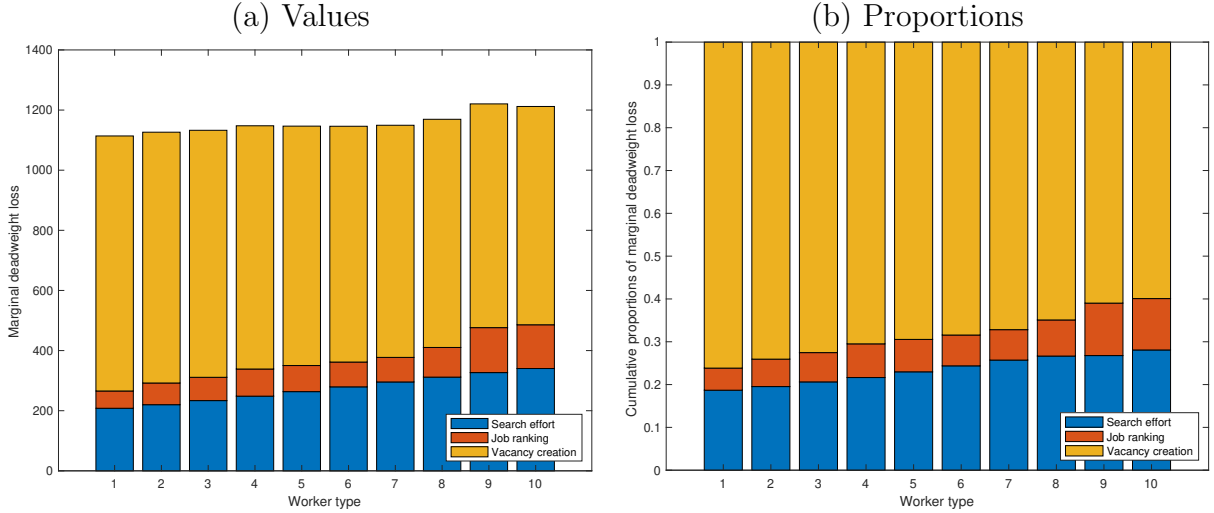 (a) Values
1400
1200
1000
800
600
400
200
0
Marginal deadweight loss
1 2 3 4 5 6 7 8 9 10
Worker type
Search effort
Job ranking
Vacancy creation
(b) Proportions
1
0.9
0.8
0.7
0.6
0.5
0.4
0.3
0.2
0.1
0
Cumulative proportions of marginal deadweight loss
1 2 3 4 5 6 7 8 9 10
Worker type
Search effort
Job ranking
Vacancy creation